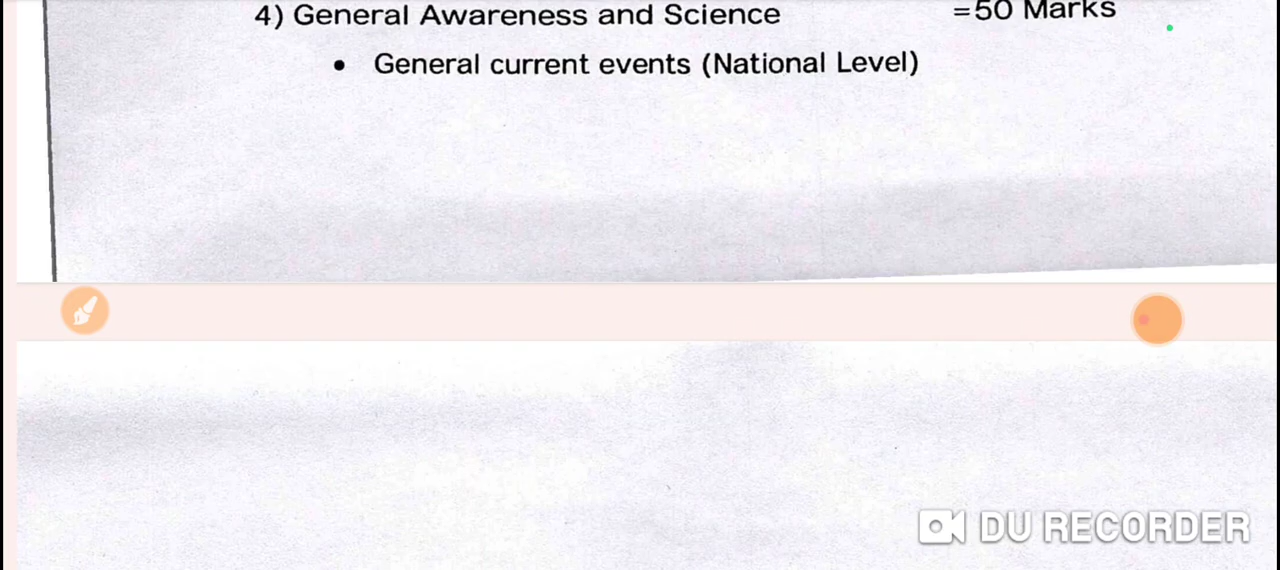 4) General Awareness and Science =50 Marks
• General current events (National Level)
DU RECORDER